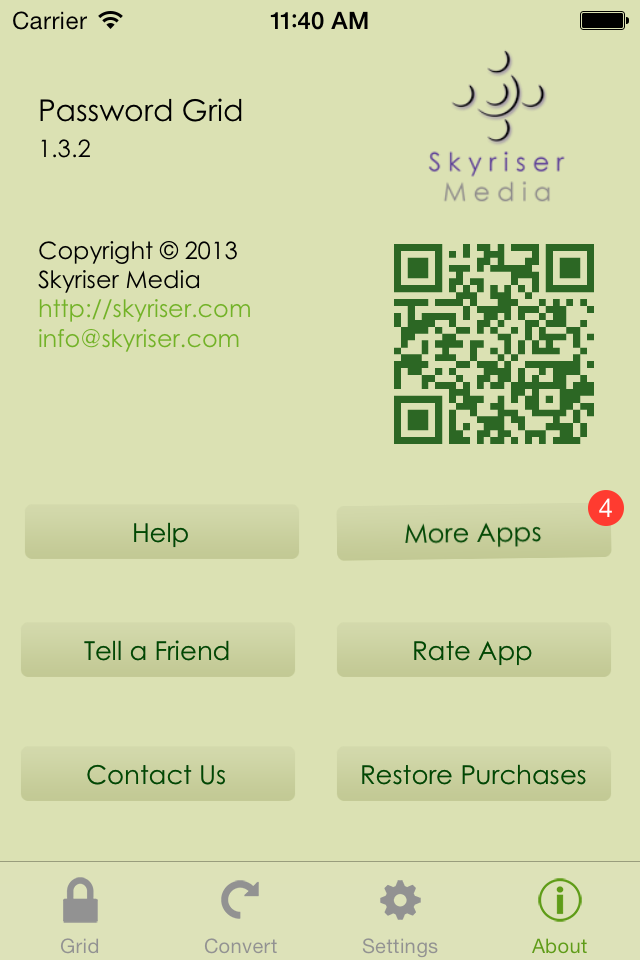 Carrier 11:40 AM
Password Grid
1.3.2
Skyriser
Media
Copyright © 2013
Skyriser Media
http://skyriser.com
info@skyriser.com
Help
More Apps
4
Tell a Friend
Rate App
Contact Us
Restore Purchases
Grid
Convert
Settings
About